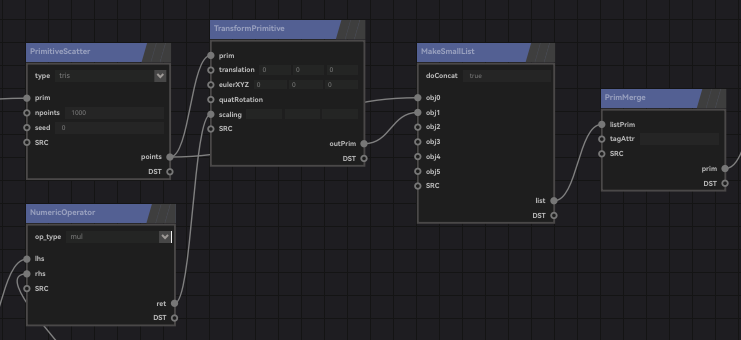 PrimitiveScatter
type tris
prim
npoints 1000
seed 0
SRC
points
DST
TransformPrimitive
prim
translation 0 0 0
eulerXYZ 0 0 0
quatRotation
scaling
SRC
outPrim
DST
MakeSmallList
doConcat true
obj0
obj1
obj2
obj3
obj4
obj5
SRC
list
DST
PrimMerge
listPrim
tagAttr
SRC
prim
DST
NumericOperator
op_type mul
lhs
rhs
SRC
ret
DST